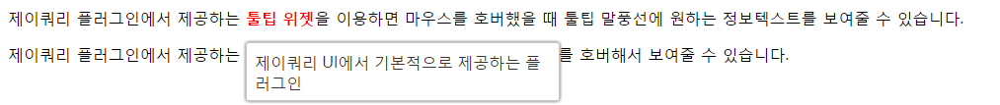 제이쿼리 플러그인에서 제공하는 툴팁 위젯을 이용하면 마우스를 호버했을 때 툴팁 말풍선에 원하는 정보텍스트를 보여줄 수 있습니다.
제이쿼리 플러그인에서 제공하는
를 호버해서 보여줄 수 있습니다.
제이쿼리 UI에서 기본적으로 제공하는 플
러그인